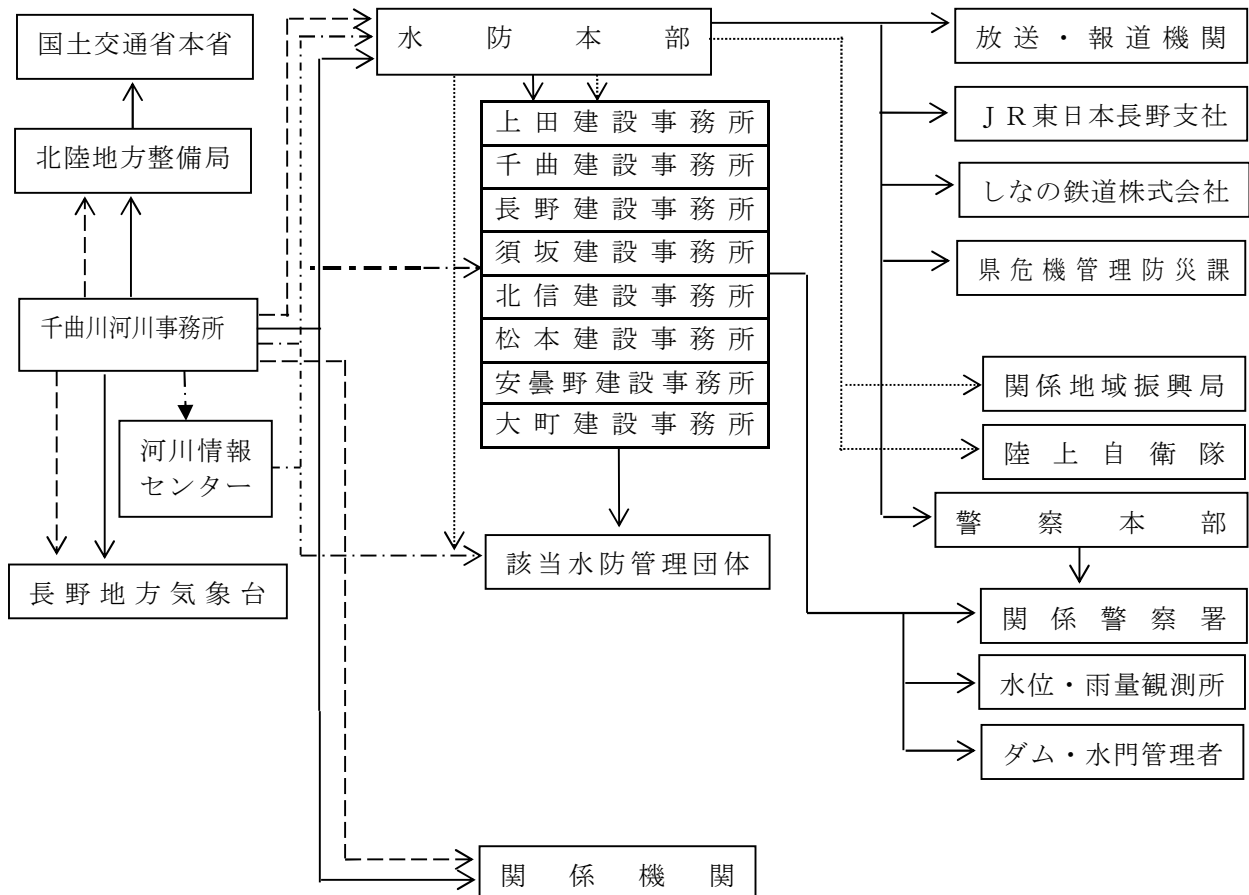 国土交通省本省
北陸地方整備局
千曲川河川事務所
河川情報
センター
長野地方気象台
水防本部
上田建設事務所
千曲建設事務所
長野建設事務所
須坂建設事務所
北信建設事務所
松本建設事務所
安曇野建設事務所
大町建設事務所
該当水防管理団体
関係機関
放送・報道機関
ＪＲ東日本長野支社
しなの鉄道株式会社
県危機管理防災課
関係地域振興局
陸上自衛隊
警察本部
関係警察署
水位・雨量観測所
ダム・水門管理者